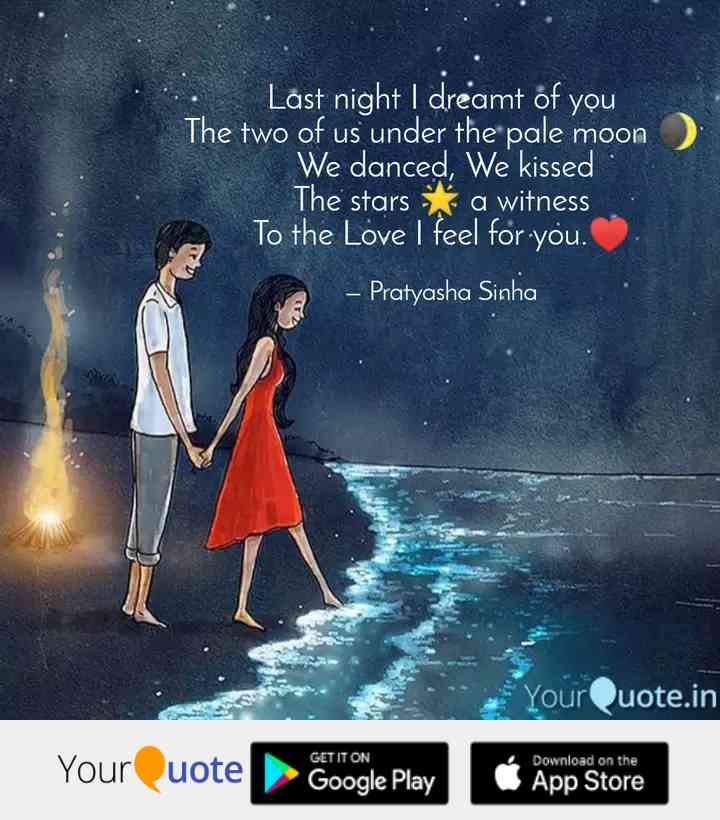 Last night I dreamt of you
The two of us under the pale moon 🌒
We danced, We kissed
The stars 🌟 a witness
To the Love I feel for you.❤️
– Pratyasha Sinha
YourQuote.in
YourQuote
GET IT ON
Google Play
Download on the
App Store